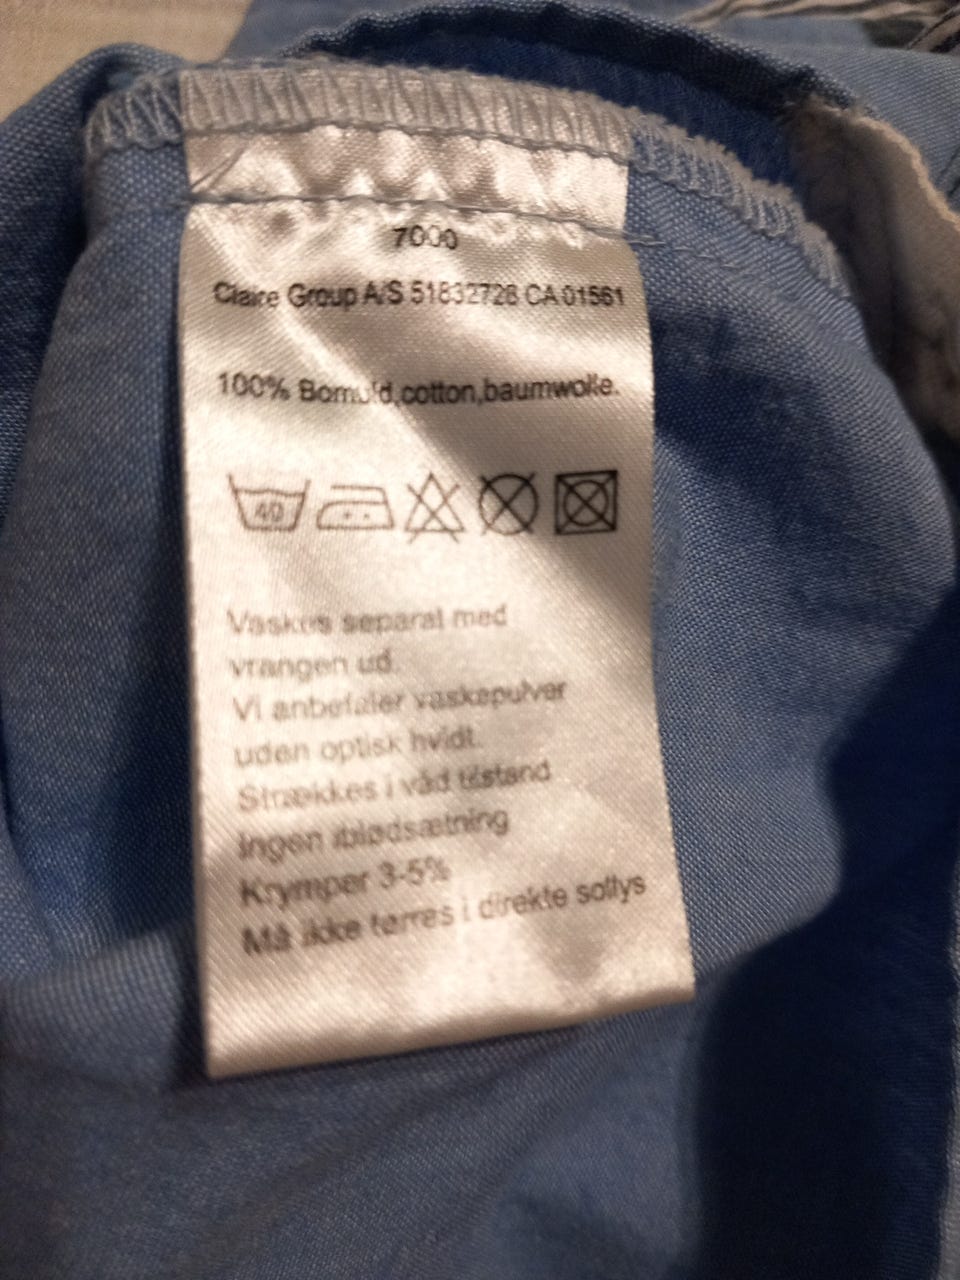 7000
Claire Group A/S 51832728 CA 01561
100% Bomuld,cotton,baumwolle.
40
Vaskes separat med
vrangen ud.
Vi anbefaler vaskepulver
uden optisk hvidt.
Strækkes i våd tilstand
Ingen iblødsætning
Krymper 3-5%
Må ikke tørres i direkte sollys